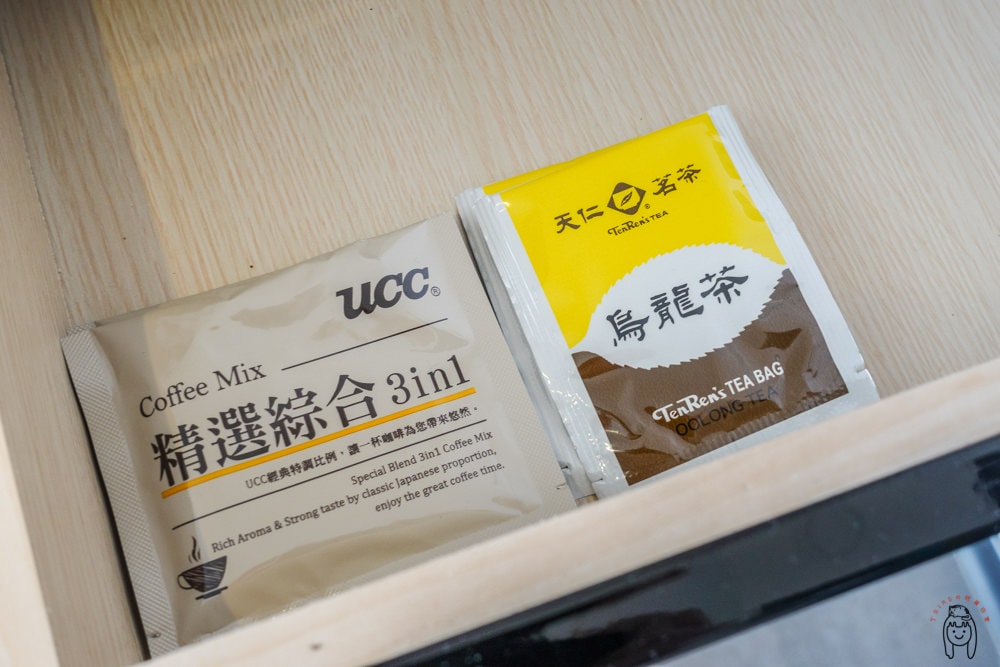 UCC®
Coffee Mix
精選綜合 3in1
UCC經典特調比例，讓一杯咖啡為您帶來悠然。
Special Blend 3in1 Coffee Mix
Rich Aroma & Strong taste by classic Japanese proportion,
enjoy the great coffee time.
天仁茗茶
®
TenRen's TEA
烏龍茶
TenRen's TEA BAG
OOLONG TEA